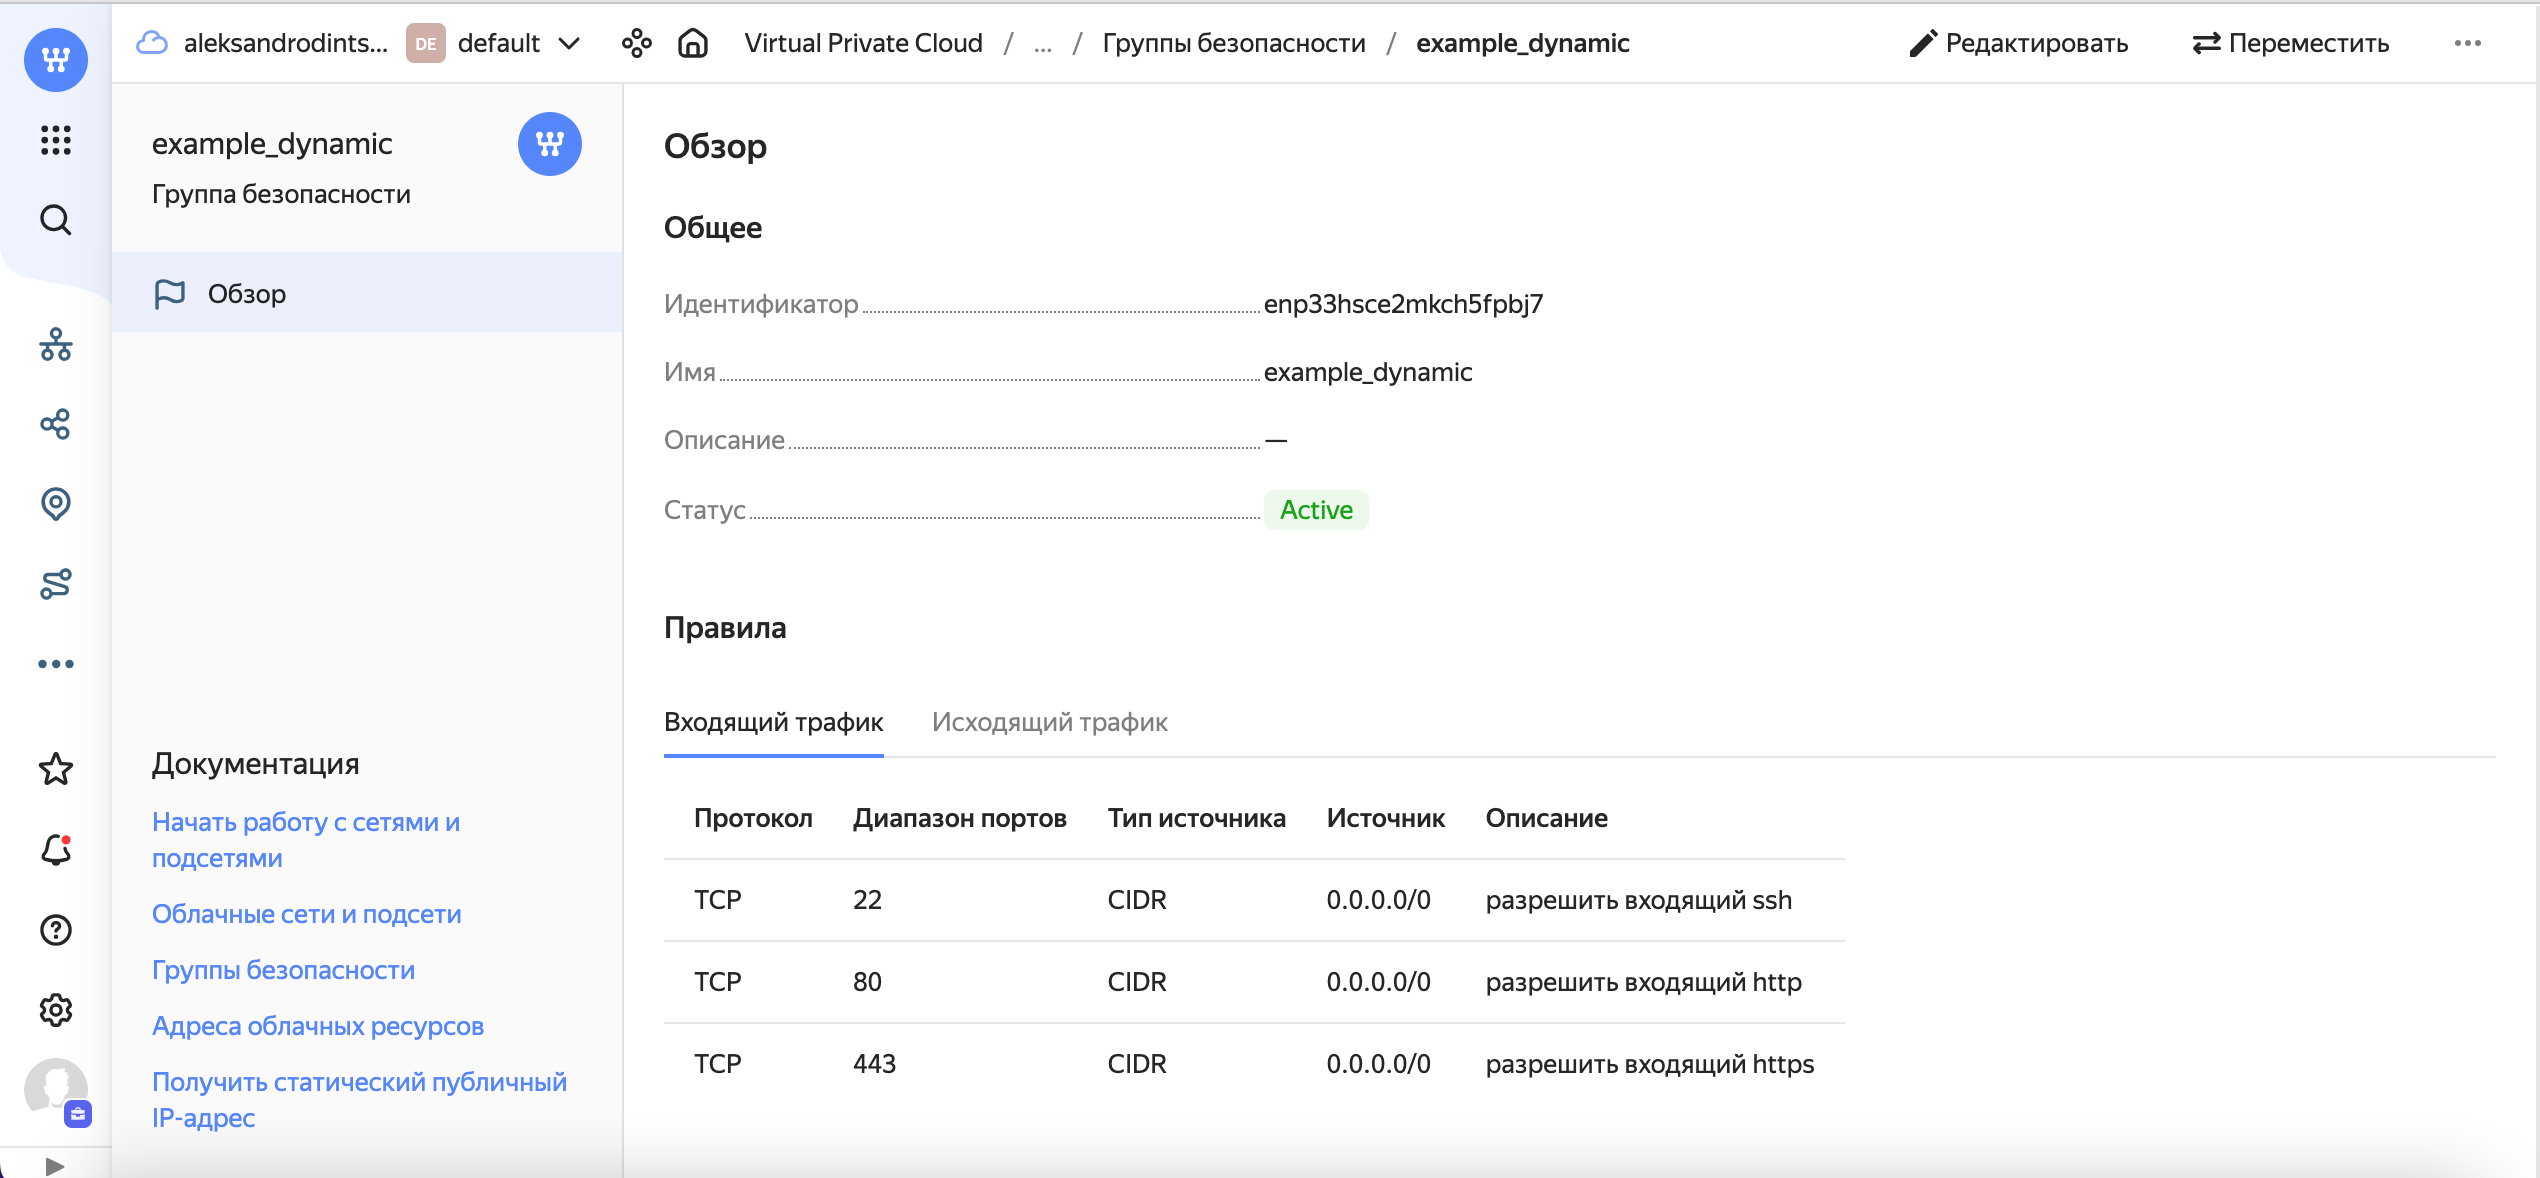 aleksandrodints... DE default Virtual Private Cloud / ... / Группы безопасности / example_dynamic Редактировать Переместить
example_dynamic
Группа безопасности
Обзор
Документация
Начать работу с сетями и
подсетями
Облачные сети и подсети
Группы безопасности
Адреса облачных ресурсов
Получить статический публичный
IP-адрес
Обзор
Общее
Идентификатор enp33hsce2mkch5fpbj7
Имя example_dynamic
Описание —
Статус Active
Правила
Входящий трафик Исходящий трафик
Протокол Диапазон портов Тип источника Источник Описание
TCP 22 CIDR 0.0.0.0/0 разрешить входящий ssh
TCP 80 CIDR 0.0.0.0/0 разрешить входящий http
TCP 443 CIDR 0.0.0.0/0 разрешить входящий https